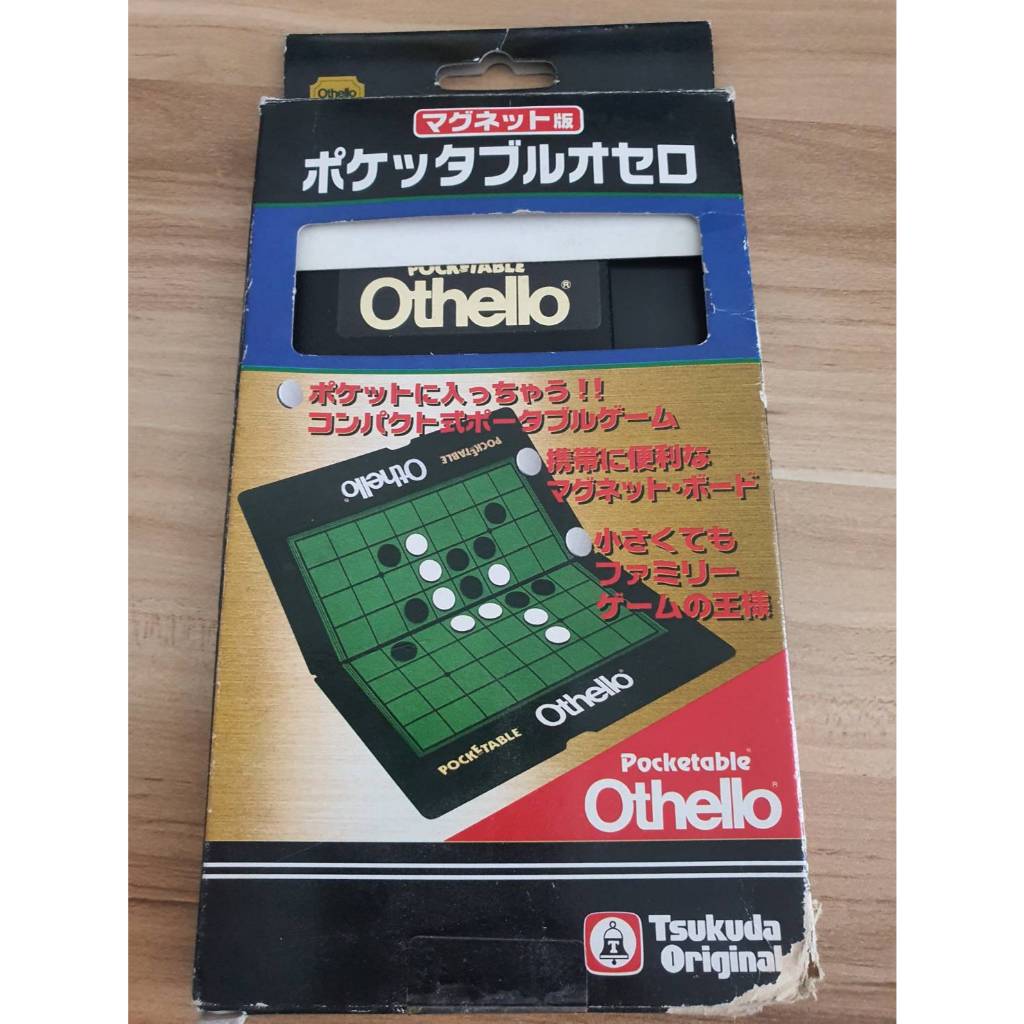 Othello
マグネット版
ポケッタブルオセロ
POCKETABLE
Othello®
ポケットに入っちゃう!!
コンパクト式ポータブルゲーム
携帯に便利な
マグネット・ボード
小さくても
ファミリー
ゲームの王様
POCKETABLE
Othello®
POCKETABLE
Othello®
Pocketable
Othello®
T
Tsukuda
Original